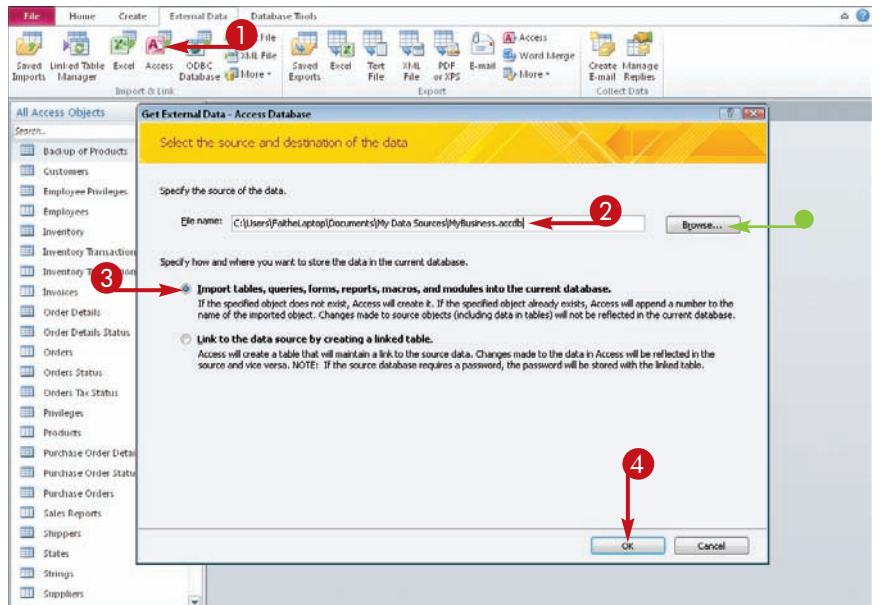 File Home Create External Data Database Tools
Saved Imports
Linked Table Manager
Excel
Access
ODBC Database
File
XML File
More
Import & Link
Saved Exports
Excel
Text File
XML File
PDF or XPS
E-mail
Access
Word Merge
More
Export
Create E-mail
Manage Replies
Collect Data
1
All Access Objects
Search..
Backup of Products
Customers
Employee Privileges
Employees
Inventory
Inventory Transaction
Inventory T
Invoices
Order Details
Order Details Status
Orders
Orders Status
Orders Tax Status
Privileges
Products
Purchase Order Detai
Purchase Order Statu
Purchase Orders
Sales Reports
Shippers
States
Strings
Suppliers
Get External Data - Access Database
Select the source and destination of the data
Specify the source of the data.
File name: C:\Users\FaitheLaptop\Documents\My Data Sources\MyBusiness.accdb
2
Browse...
Specify how and where you want to store the data in the current database.
3
Import tables, queries, forms, reports, macros, and modules into the current database.
If the specified object does not exist, Access will create it. If the specified object already exists, Access will append a number to the
name of the imported object. Changes made to source objects (including data in tables) will not be reflected in the current database.
Link to the data source by creating a linked table.
Access will create a table that will maintain a link to the source data. Changes made to the data in Access will be reflected in the
source and vice versa. NOTE: If the source database requires a password, the password will be stored with the linked table.
4
OK Cancel